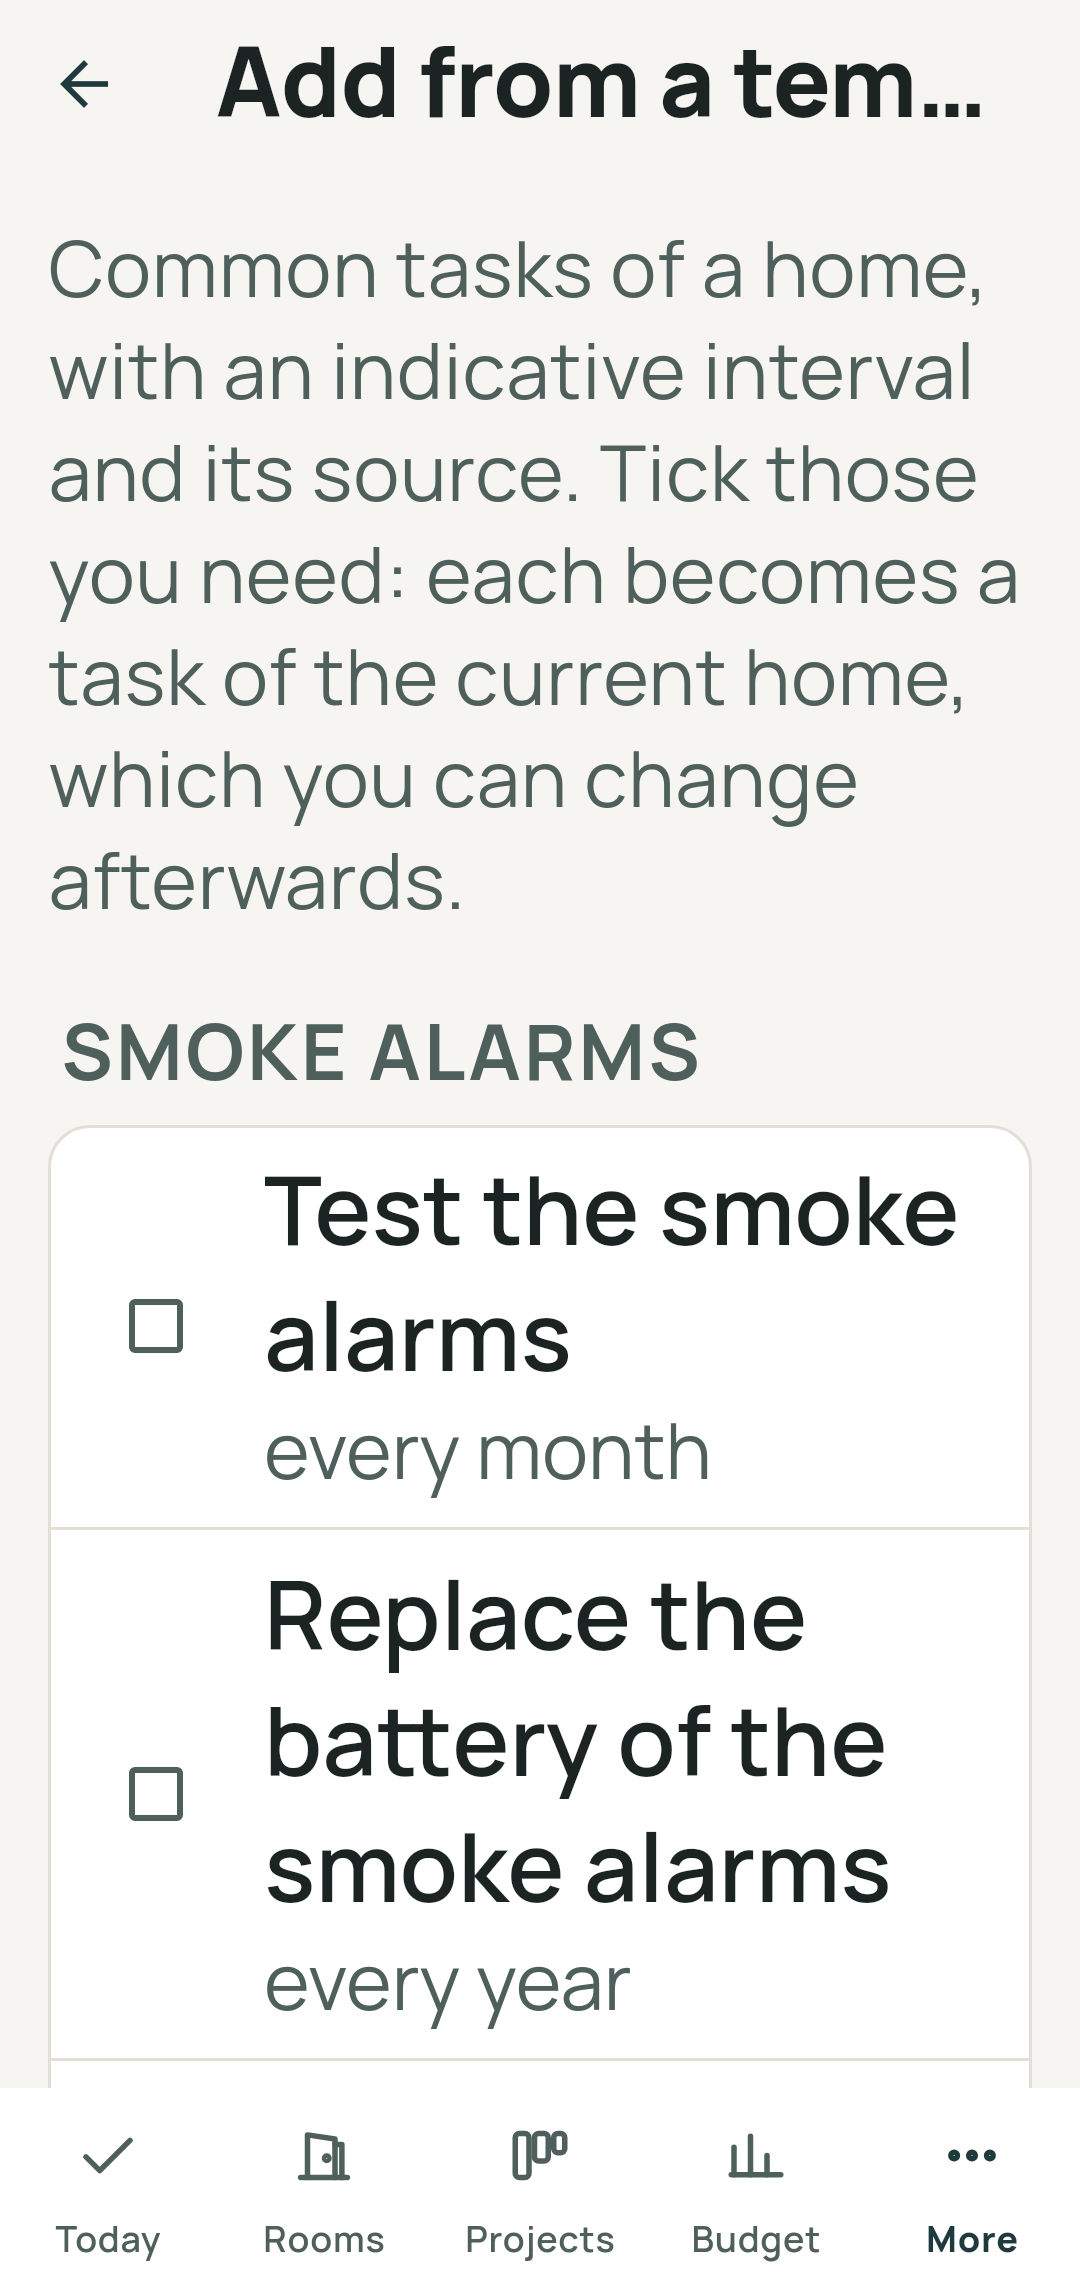 Add from a tem...
Common tasks of a home,
with an indicative interval
and its source. Tick those
you need: each becomes a
task of the current home,
which you can change
afterwards.
SMOKE ALARMS
Test the smoke
alarms
every month
Replace the
battery of the
smoke alarms
every year
Today Rooms Projects Budget More